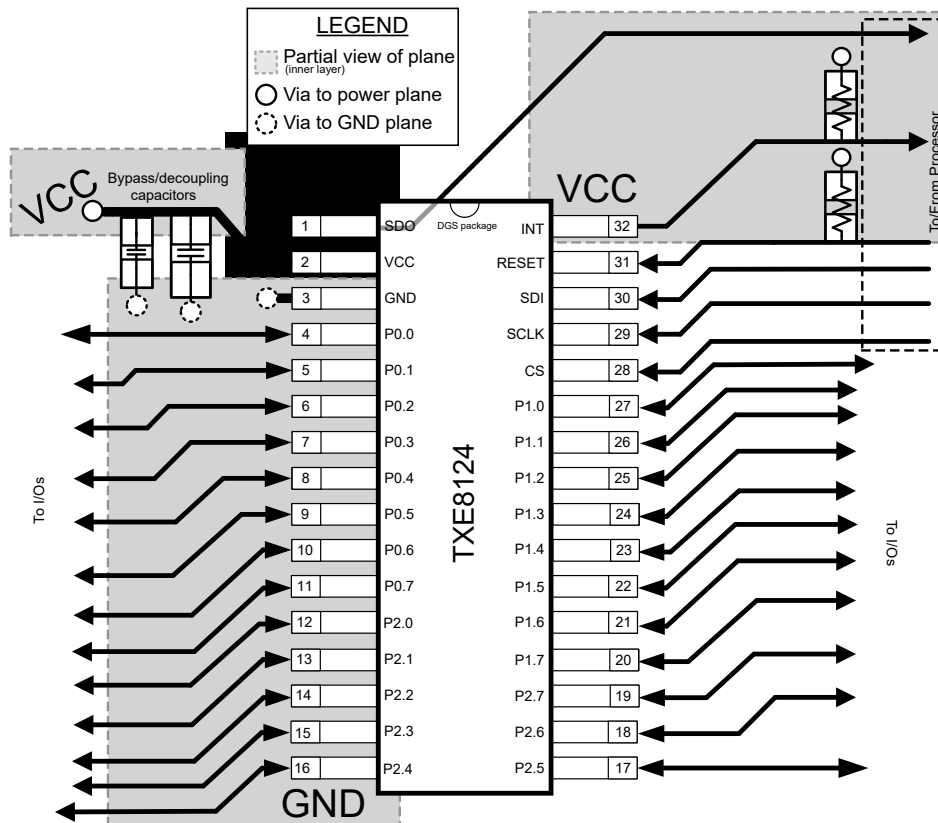 LEGEND
Partial view of plane
(inner layer)
Via to power plane
Via to GND plane
VCC
Bypass/decoupling
capacitors
VCC
To/From Processor
DGS package
TXE8124
1 SDO
2 VCC
3 GND
4 P0.0
5 P0.1
6 P0.2
7 P0.3
8 P0.4
9 P0.5
10 P0.6
11 P0.7
12 P2.0
13 P2.1
14 P2.2
15 P2.3
16 P2.4
INT 32
RESET 31
SDI 30
SCLK 29
CS 28
P1.0 27
P1.1 26
P1.2 25
P1.3 24
P1.4 23
P1.5 22
P1.6 21
P1.7 20
P2.7 19
P2.6 18
P2.5 17
To I/Os
To I/Os
GND